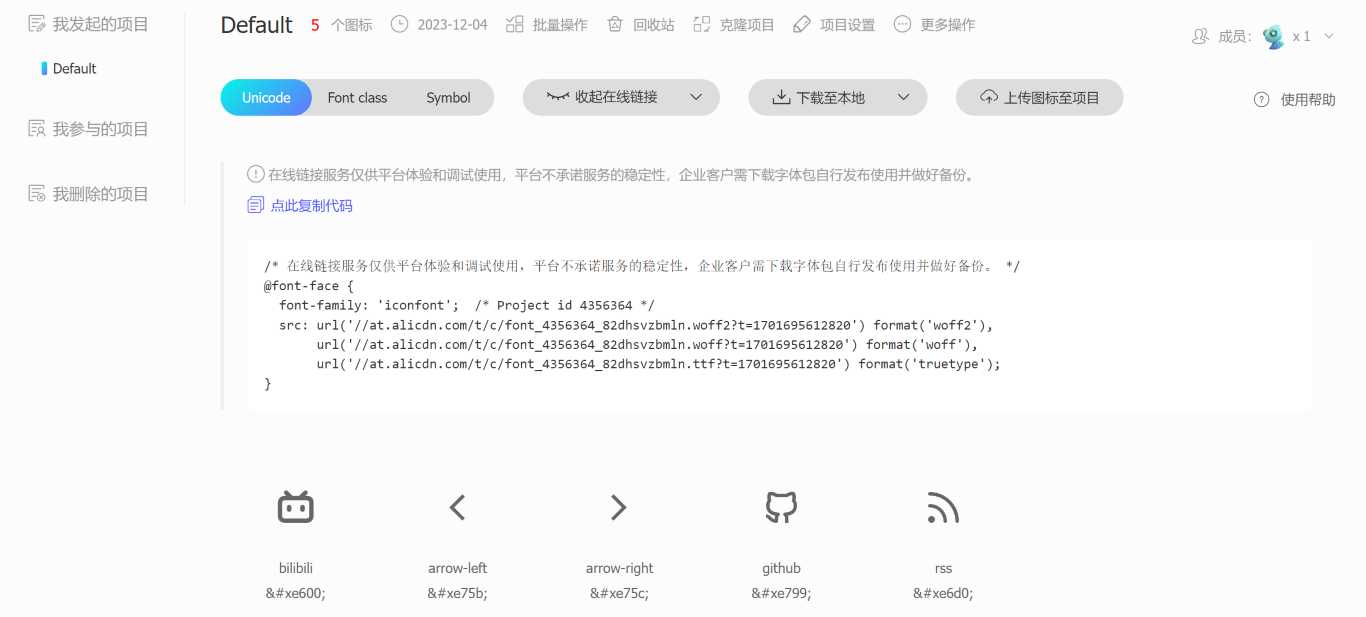 我发起的项目
Default
我参与的项目
我删除的项目
Default 5 个图标 2023-12-04 批量操作 回收站 克隆项目 项目设置 更多操作
成员: x 1
Unicode Font class Symbol 收起在线链接 下载至本地 上传图标至项目 使用帮助
在线链接服务仅供平台体验和调试使用，平台不承诺服务的稳定性，企业客户需下载字体包自行发布使用并做好备份。
点此复制代码
/* 在线链接服务仅供平台体验和调试使用，平台不承诺服务的稳定性，企业客户需下载字体包自行发布使用并做好备份。 */
@font-face {
  font-family: 'iconfont';  /* Project id 4356364 */
  src: url('//at.alicdn.com/t/c/font_4356364_82dhsvzbmln.woff2?t=1701695612820') format('woff2'),
       url('//at.alicdn.com/t/c/font_4356364_82dhsvzbmln.woff?t=1701695612820') format('woff'),
       url('//at.alicdn.com/t/c/font_4356364_82dhsvzbmln.ttf?t=1701695612820') format('truetype');
}
bilibili arrow-left arrow-right github rss
&#xe600; &#xe75b; &#xe75c; &#xe799; &#xe6d0;